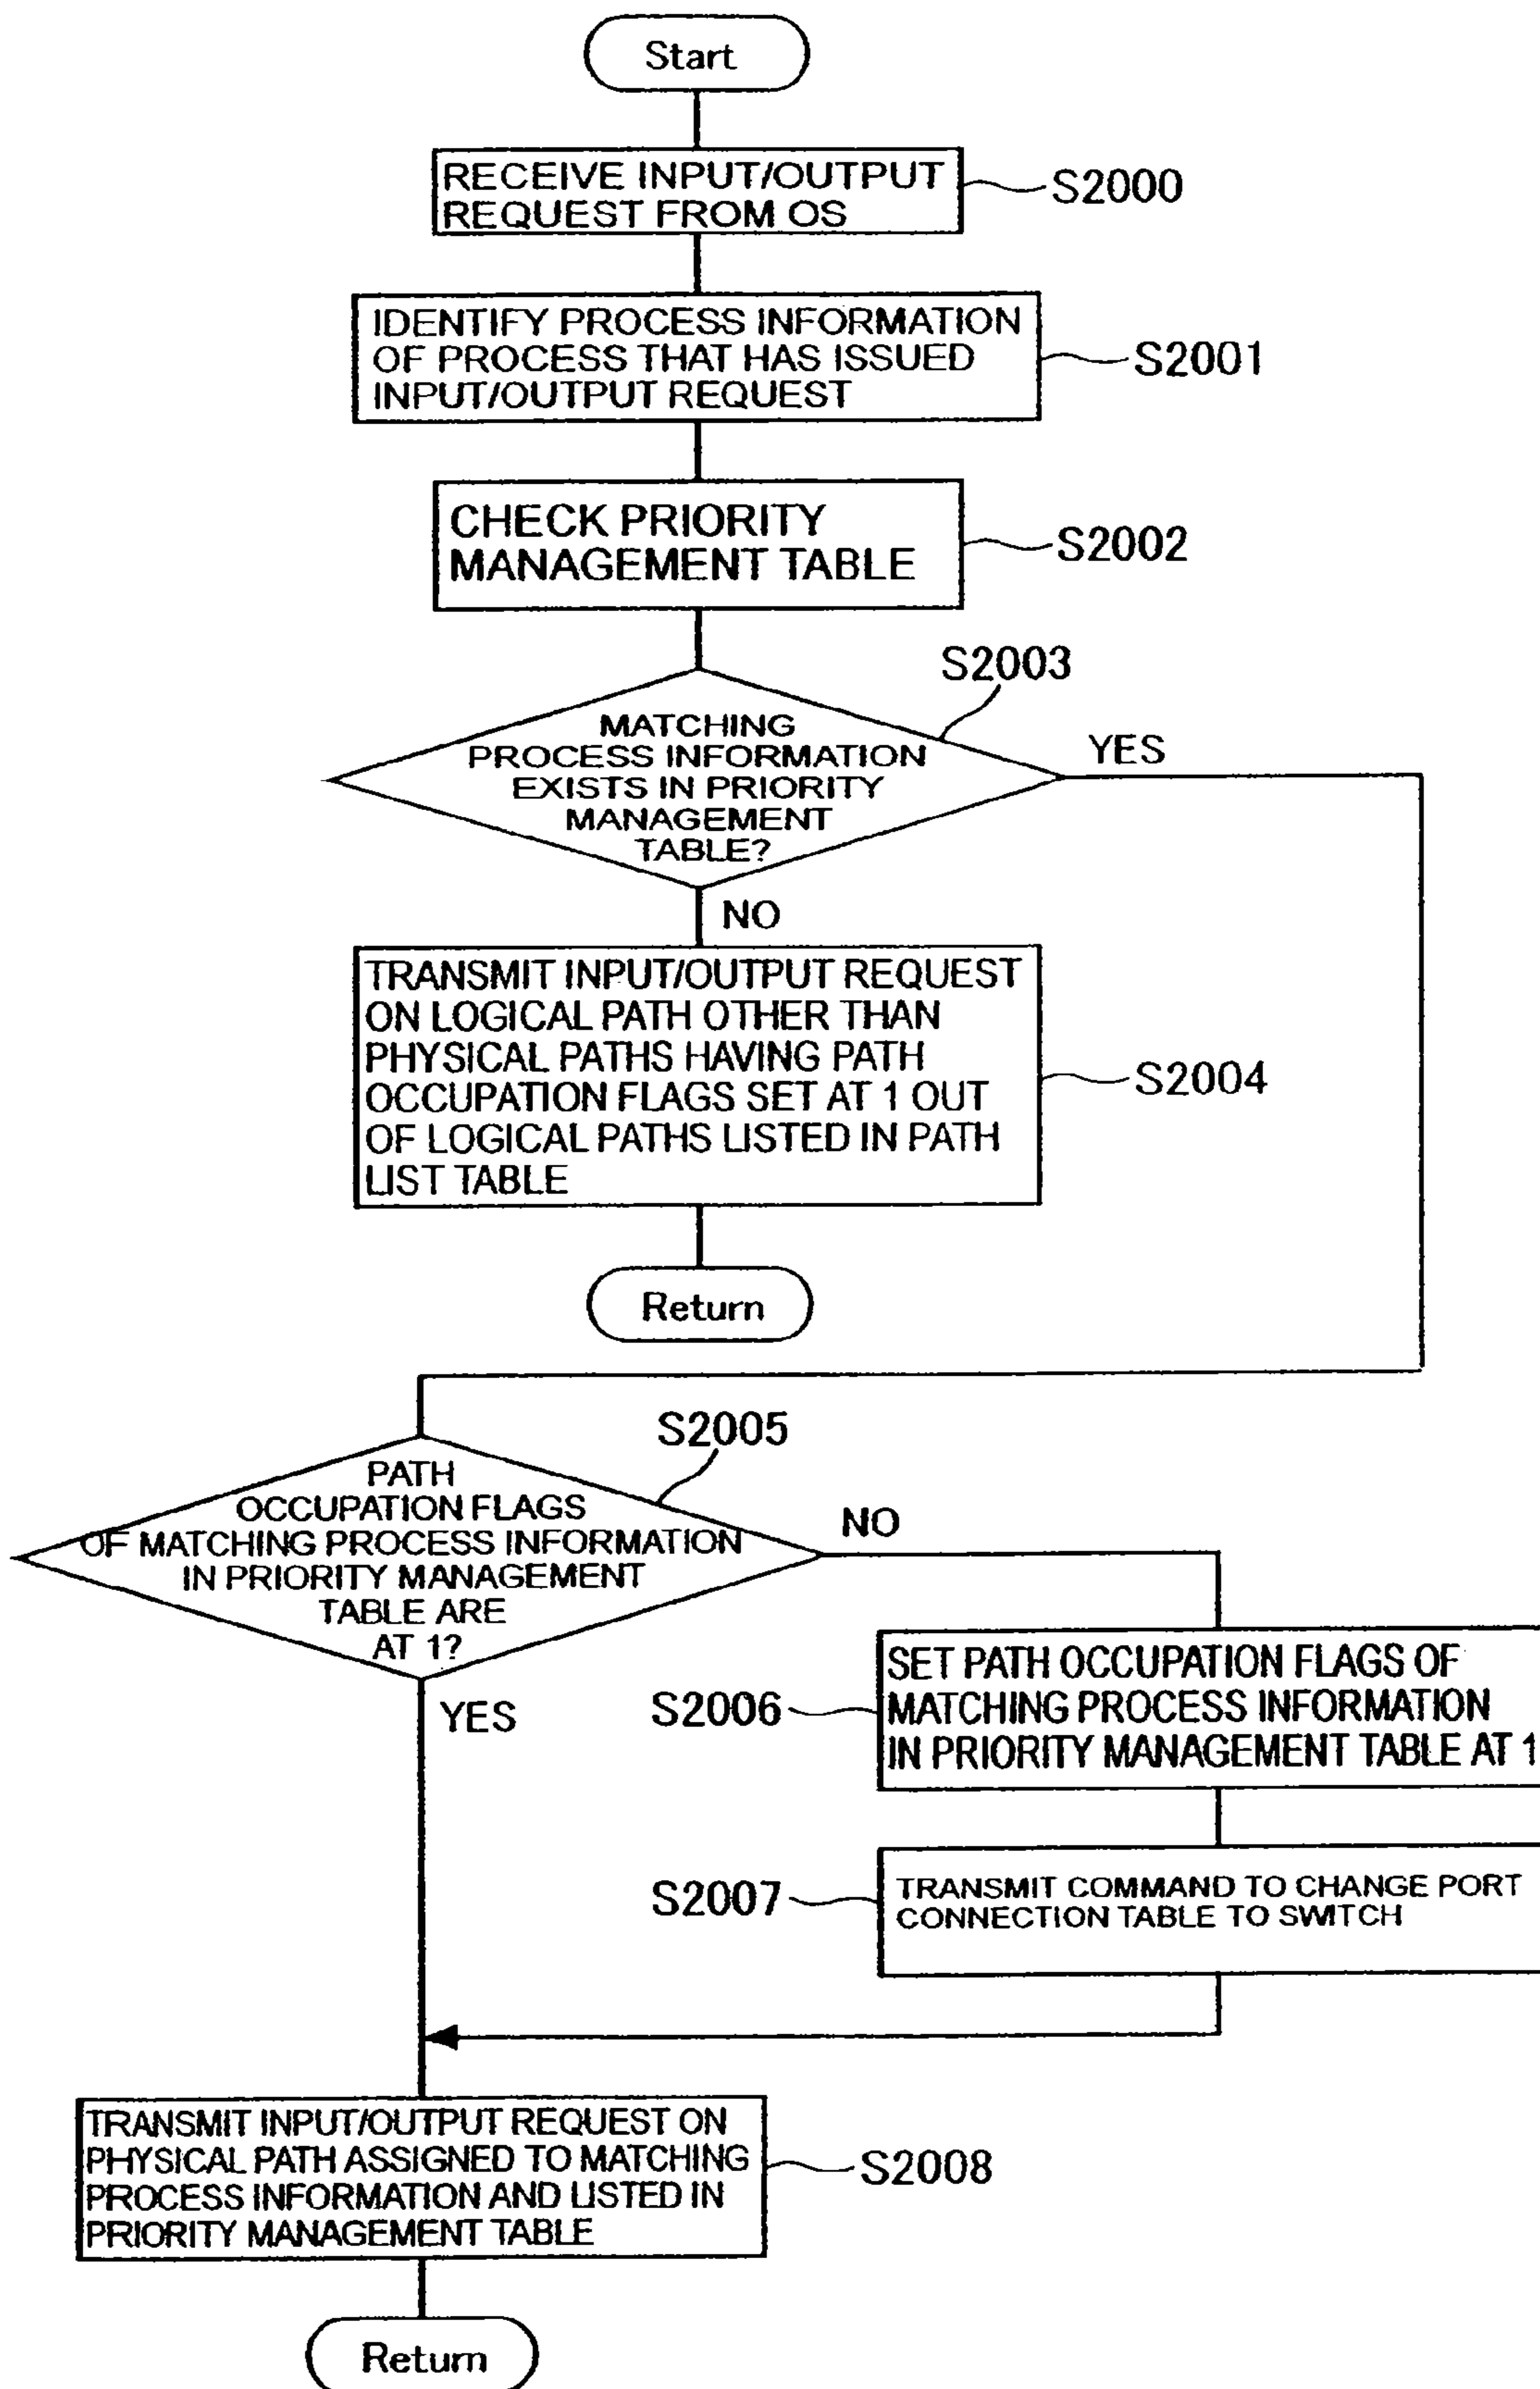 Start
RECEIVE INPUT/OUTPUT
REQUEST FROM OS
S2000
IDENTIFY PROCESS INFORMATION
OF PROCESS THAT HAS ISSUED
INPUT/OUTPUT REQUEST
S2001
CHECK PRIORITY
MANAGEMENT TABLE
S2002
S2003
MATCHING
PROCESS INFORMATION
EXISTS IN PRIORITY
MANAGEMENT
TABLE?
YES
NO
TRANSMIT INPUT/OUTPUT REQUEST
ON LOGICAL PATH OTHER THAN
PHYSICAL PATHS HAVING PATH
OCCUPATION FLAGS SET AT 1 OUT
OF LOGICAL PATHS LISTED IN PATH
LIST TABLE
S2004
Return
S2005
PATH
OCCUPATION FLAGS
OF MATCHING PROCESS INFORMATION
IN PRIORITY MANAGEMENT
TABLE ARE
AT 1?
NO
YES
SET PATH OCCUPATION FLAGS OF
MATCHING PROCESS INFORMATION
IN PRIORITY MANAGEMENT TABLE AT 1
S2006
TRANSMIT COMMAND TO CHANGE PORT
CONNECTION TABLE TO SWITCH
S2007
TRANSMIT INPUT/OUTPUT REQUEST ON
PHYSICAL PATH ASSIGNED TO MATCHING
PROCESS INFORMATION AND LISTED IN
PRIORITY MANAGEMENT TABLE
S2008
Return